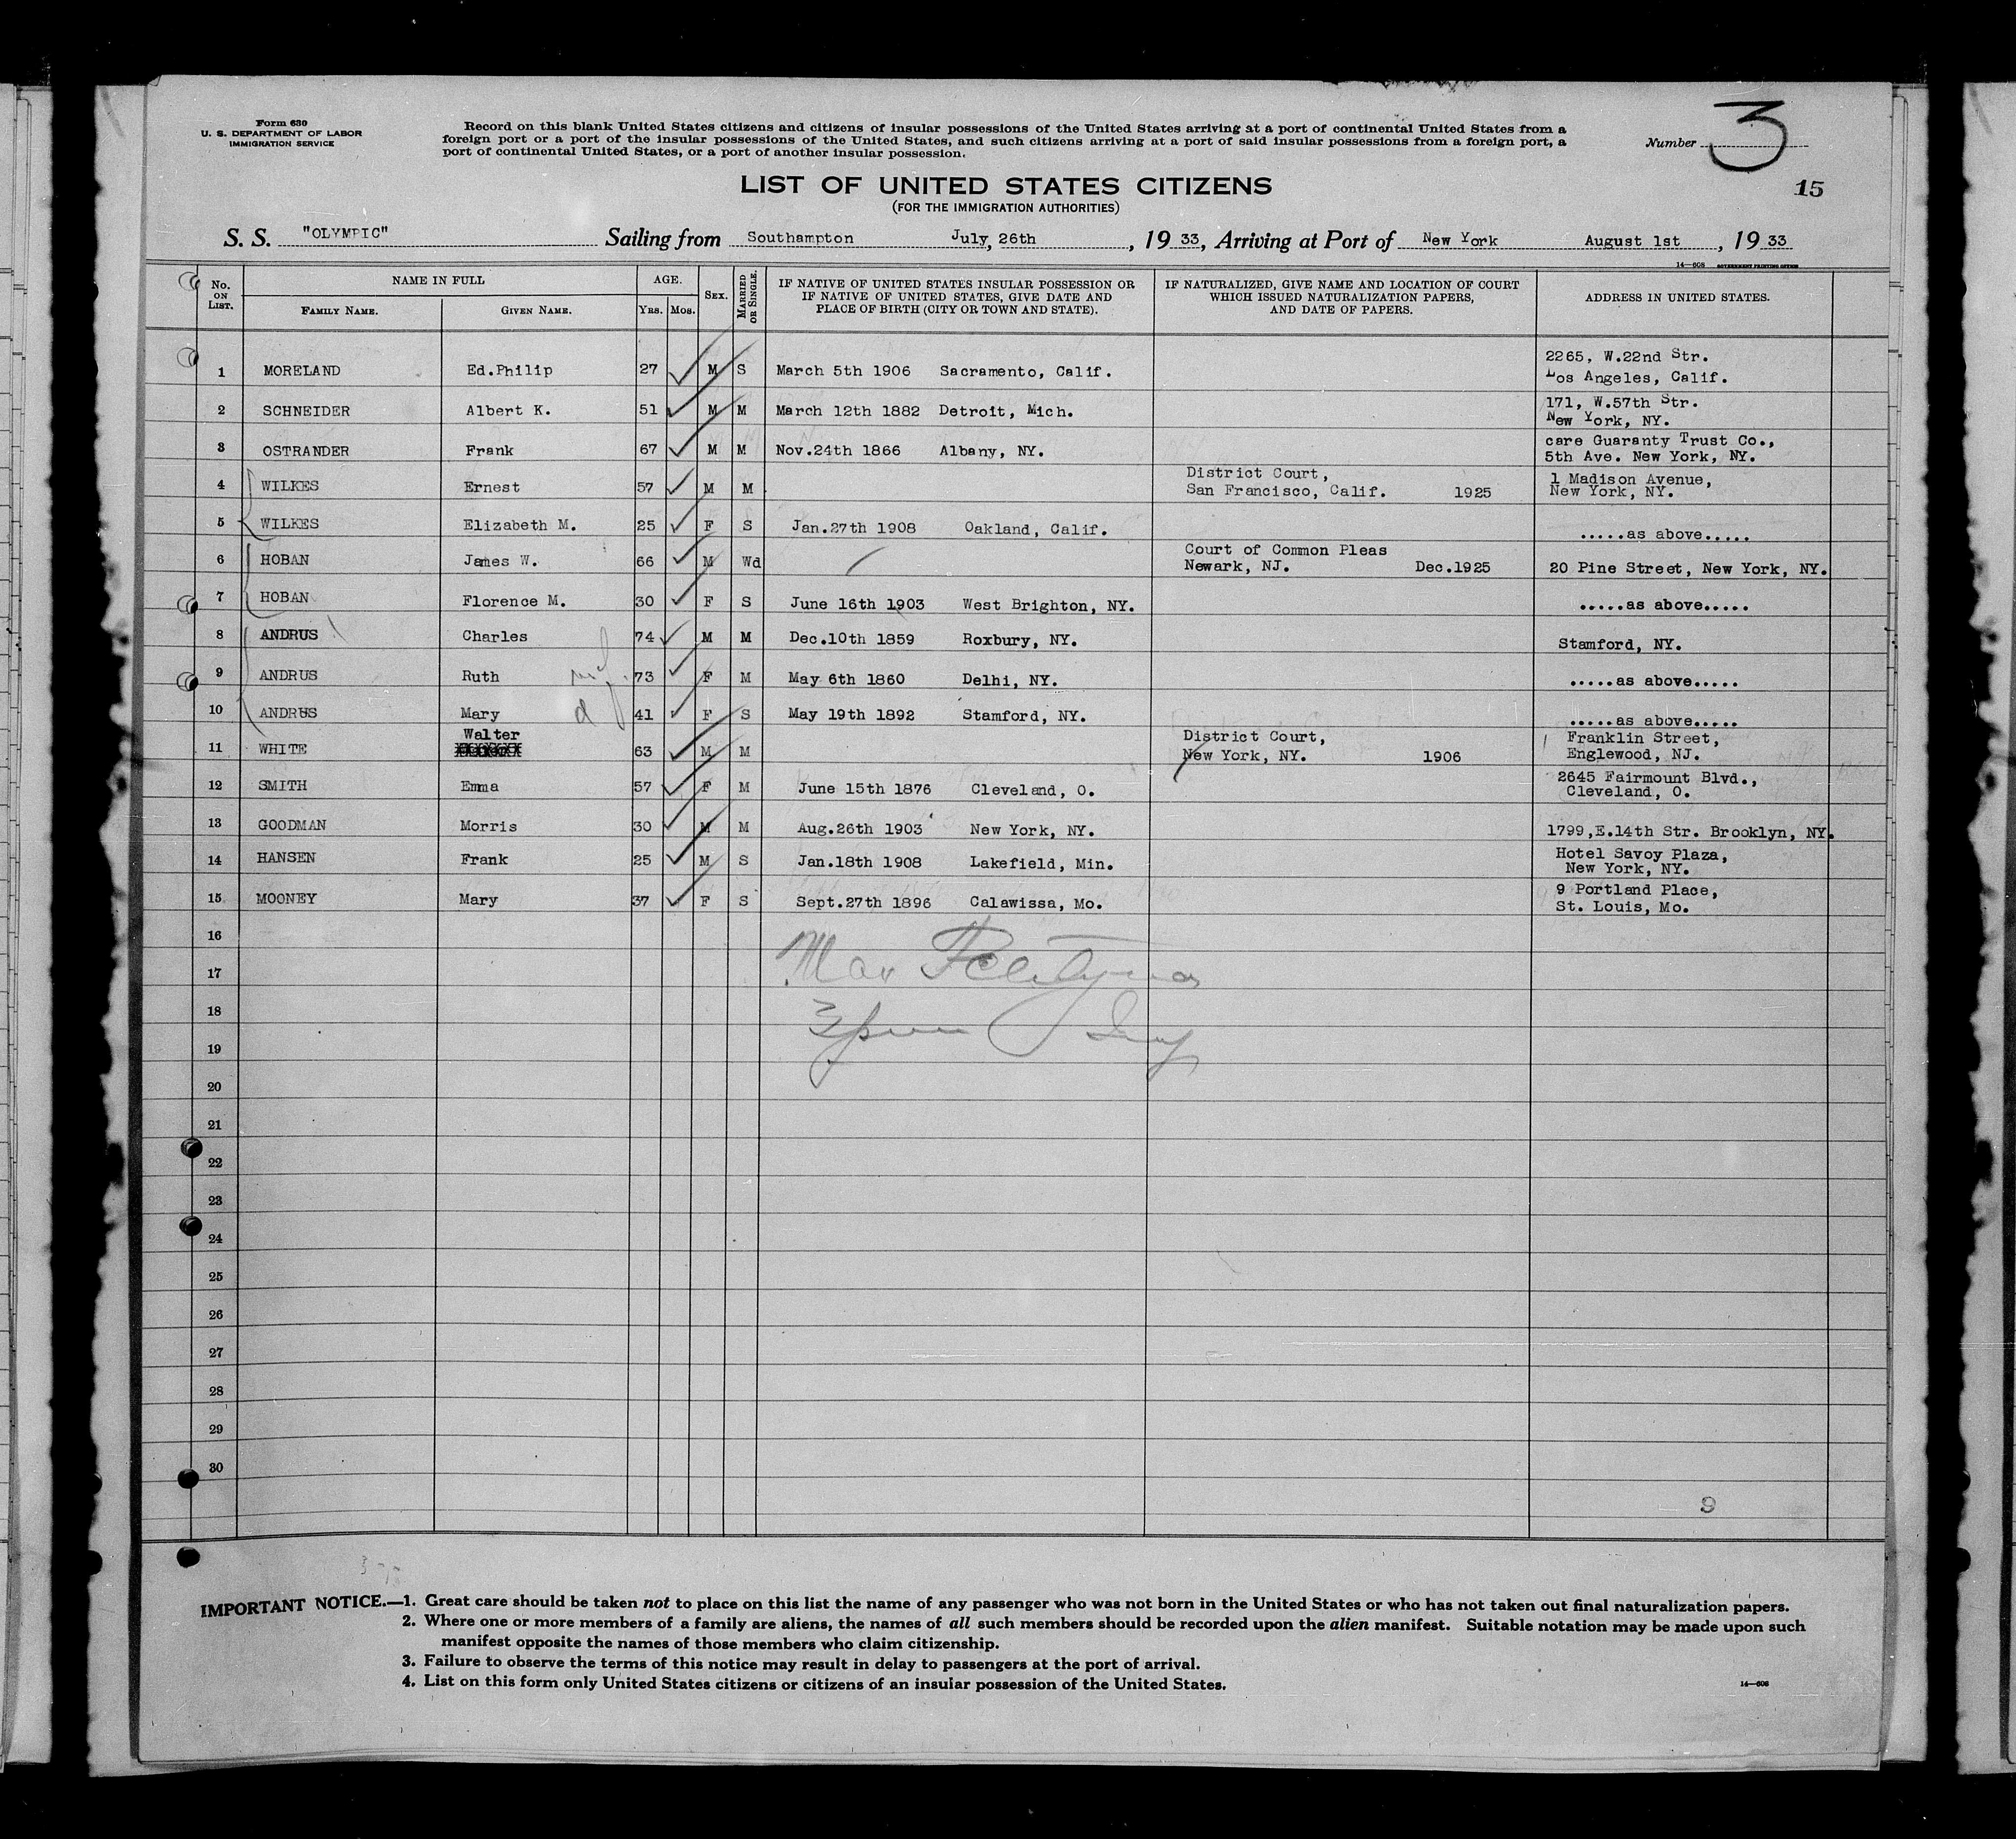 Form 630
U. S. DEPARTMENT OF LABOR
IMMIGRATION SERVICE
Record on this blank United States citizens and citizens of insular possessions of the United States arriving at a port of continental United States from a
foreign port or a port of the insular possessions of the United States, and such citizens arriving at a port of said insular possessions from a foreign port, a
port of continental United States, or a port of another insular possession.
Number 3
15
LIST OF UNITED STATES CITIZENS
(FOR THE IMMIGRATION AUTHORITIES)
S. S. "OLYMPIC" Sailing from Southampton July, 26th, 19 33, Arriving at Port of New York August 1st, 19 33
14—608 GOVERNMENT PRINTING OFFICE
No. ON LIST. NAME IN FULL FAMILY NAME. GIVEN NAME. AGE. YRS. MOS. SEX. MARRIED OR SINGLE. IF NATIVE OF UNITED STATES INSULAR POSSESSION OR IF NATIVE OF UNITED STATES, GIVE DATE AND PLACE OF BIRTH (CITY OR TOWN AND STATE). IF NATURALIZED, GIVE NAME AND LOCATION OF COURT WHICH ISSUED NATURALIZATION PAPERS, AND DATE OF PAPERS. ADDRESS IN UNITED STATES.
1 MORELAND Ed.Philip 27 M S March 5th 1906 Sacramento, Calif. 2265, W.22nd Str. Los Angeles, Calif.
2 SCHNEIDER Albert K. 51 M M March 12th 1882 Detroit, Mich. 171, W.57th Str. New York, NY.
3 OSTRANDER Frank 67 M M Nov.24th 1866 Albany, NY. care Guaranty Trust Co., 5th Ave. New York, NY.
4 WILKES Ernest 57 M M District Court, San Francisco, Calif. 1925 1 Madison Avenue, New York, NY.
5 WILKES Elizabeth M. 25 F S Jan.27th 1908 Oakland, Calif. .....as above.....
6 HOBAN James W. 66 M Wd Court of Common Pleas Newark, NJ. Dec.1925 20 Pine Street, New York, NY.
7 HOBAN Florence M. 30 F S June 16th 1903 West Brighton, NY. .....as above.....
8 ANDRUS Charles 74 M M Dec.10th 1859 Roxbury, NY. Stamford, NY.
9 ANDRUS Ruth 73 F M May 6th 1860 Delhi, NY. .....as above.....
10 ANDRUS Mary d 41 F S May 19th 1892 Stamford, NY. .....as above.....
11 WHITE Walter 63 M M District Court, New York, NY. 1906 Franklin Street, Englewood, NJ.
12 SMITH Emma 57 F M June 15th 1876 Cleveland, O. 2645 Fairmount Blvd., Cleveland, O.
13 GOODMAN Morris 30 M M Aug.26th 1903 New York, NY. 1799,E.14th Str. Brooklyn, NY.
14 HANSEN Frank 25 M S Jan.18th 1908 Lakefield, Min. Hotel Savoy Plaza, New York, NY.
15 MOONEY Mary 37 F S Sept.27th 1896 Calawissa, Mo. 9 Portland Place, St. Louis, Mo.
16
17
18
19
20
21
22
23
24
25
26
27
28
29
30
9
IMPORTANT NOTICE.—1. Great care should be taken not to place on this list the name of any passenger who was not born in the United States or who has not taken out final naturalization papers.
2. Where one or more members of a family are aliens, the names of all such members should be recorded upon the alien manifest. Suitable notation may be made upon such
manifest opposite the names of those members who claim citizenship.
3. Failure to observe the terms of this notice may result in delay to passengers at the port of arrival.
4. List on this form only United States citizens or citizens of an insular possession of the United States.
14—608